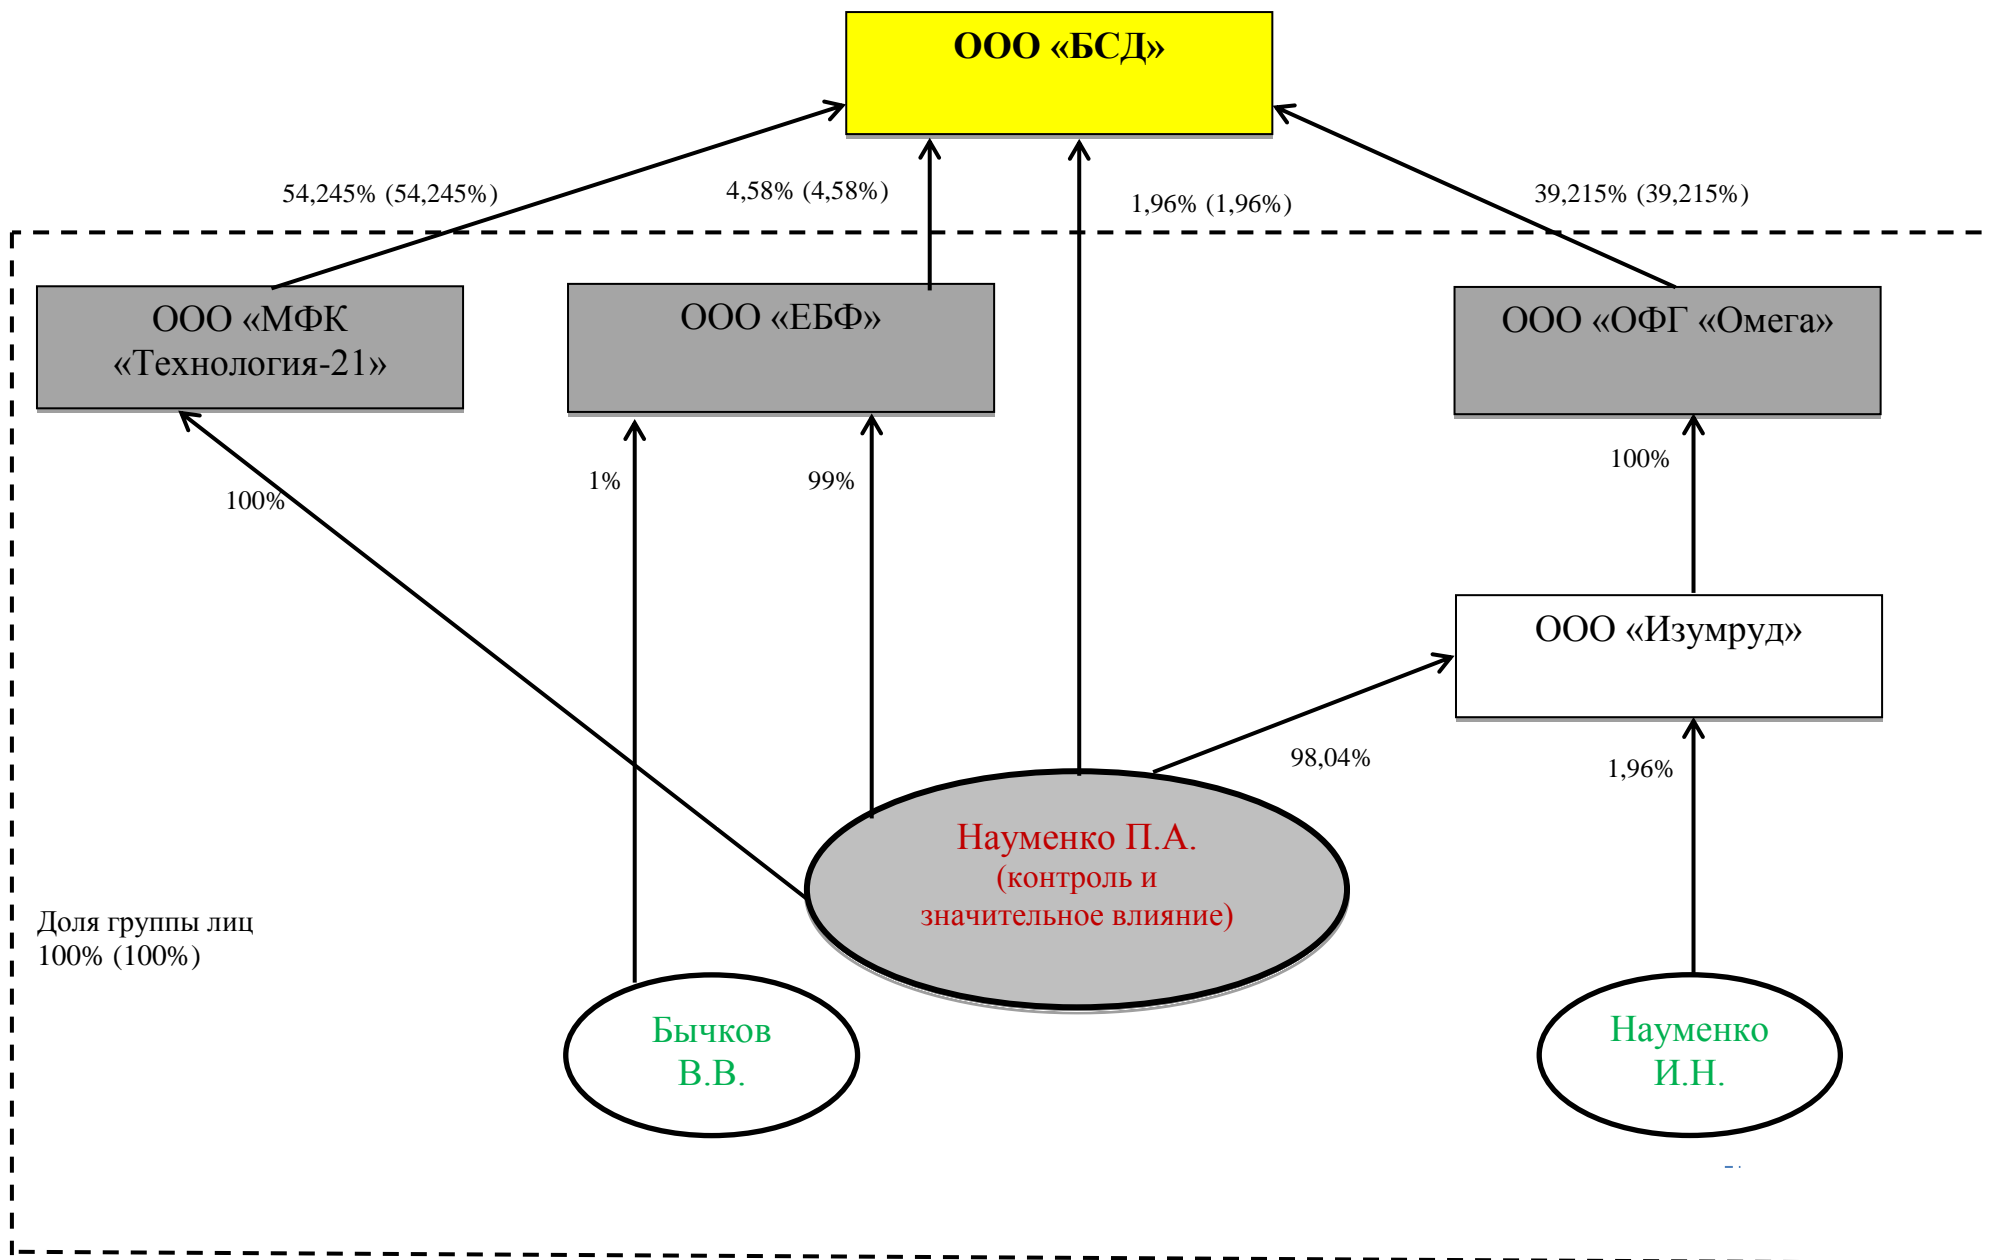 ООО «БСД»
54,245% (54,245%)
4,58% (4,58%)
1,96% (1,96%)
39,215% (39,215%)
ООО «МФК
«Технология-21»
ООО «ЕБФ»
ООО «ОФГ «Омега»
100%
1%
99%
100%
ООО «Изумруд»
98,04%
1,96%
Науменко П.А.
(контроль и
значительное влияние)
Доля группы лиц
100% (100%)
Бычков
В.В.
Науменко
И.Н.